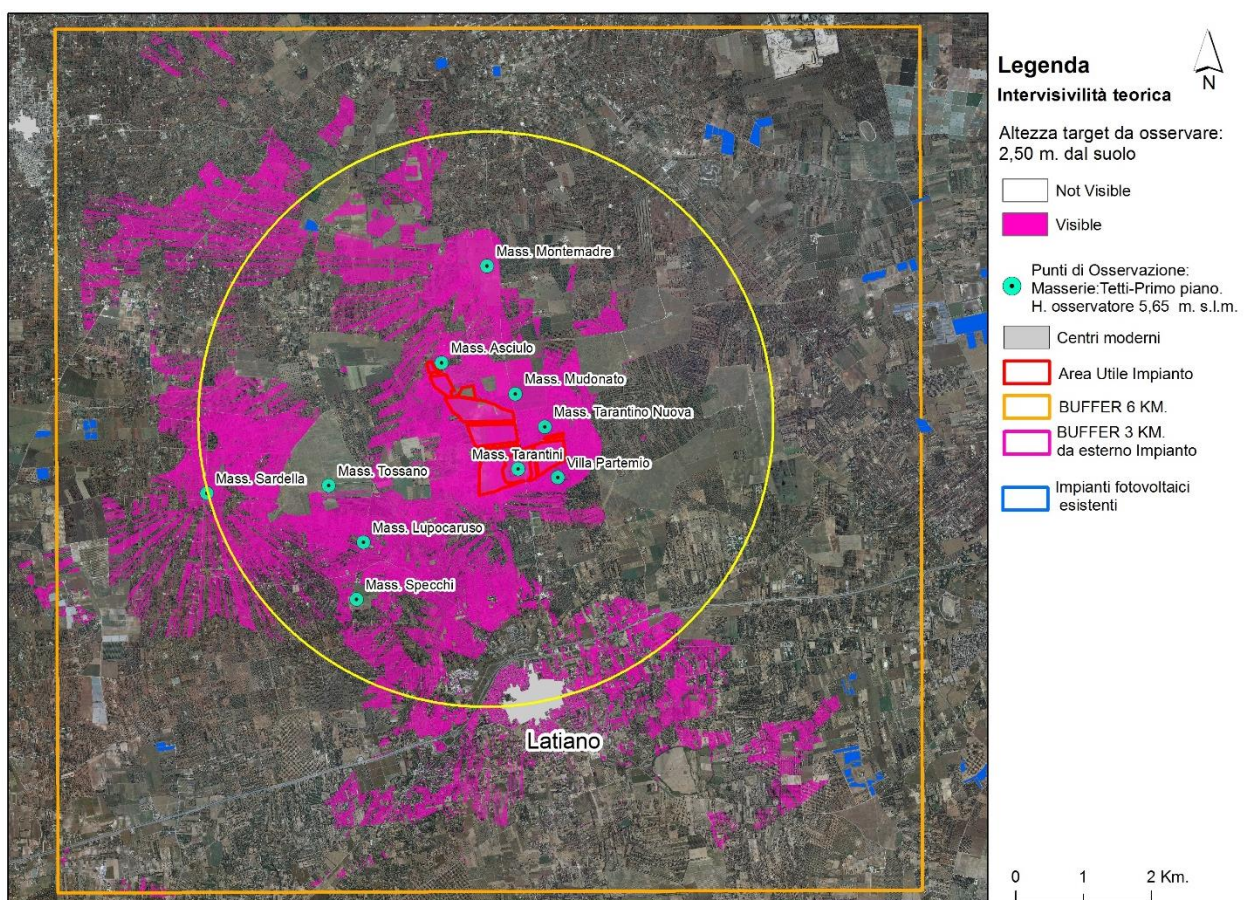 Mass. Montemadre
Mass. Asciulo
Mass. Mudonato
Mass. Tarantino Nuova
Mass. Tarantini
Villa Partemio
Mass. Tossano
Mass. Sardella
Mass. Lupocaruso
Mass. Specchi
Latiano
N
Legenda
Intervisivilità teorica
Altezza target da osservare:
2,50 m. dal suolo
Not Visible
Visible
Punti di Osservazione:
Masserie:Tetti-Primo piano.
H. osservatore 5,65 m. s.l.m.
Centri moderni
Area Utile Impianto
BUFFER 6 KM.
BUFFER 3 KM.
da esterno Impianto
Impianti fotovoltaici
esistenti
0 1 2 Km.